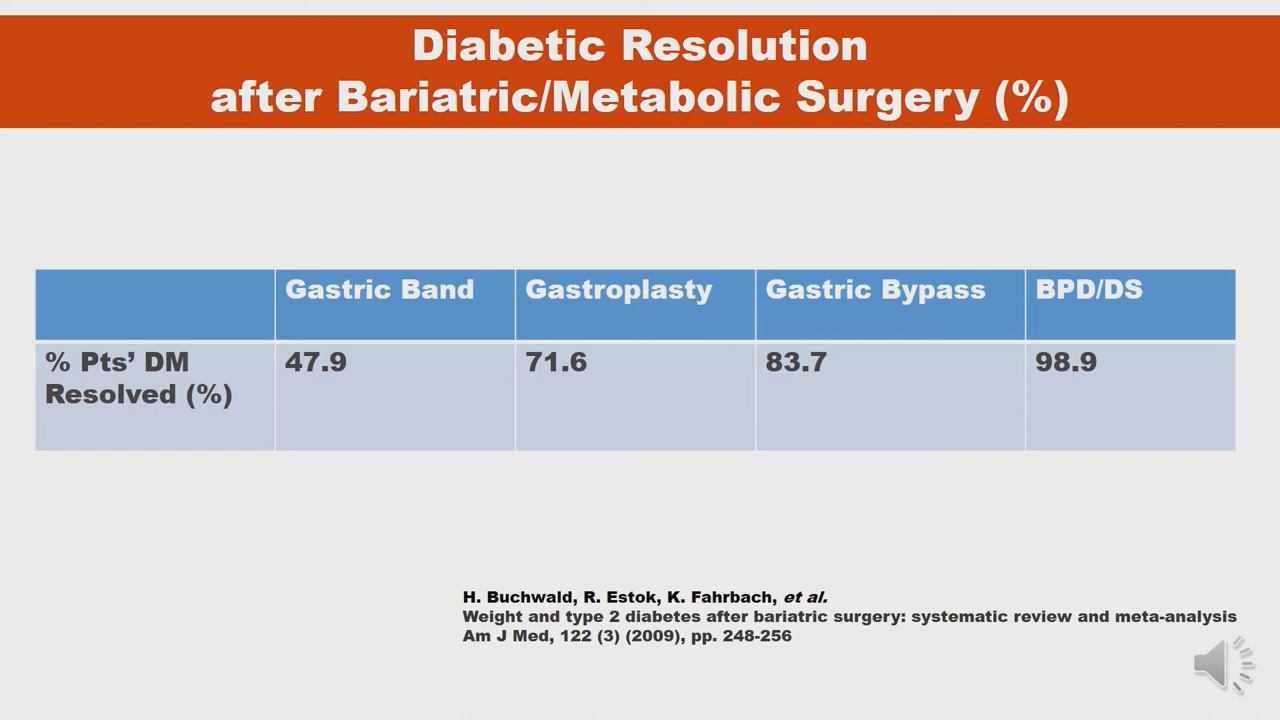 Diabetic Resolution
after Bariatric/Metabolic Surgery (%)
Gastric Band Gastroplasty Gastric Bypass BPD/DS
% Pts’ DM 47.9 71.6 83.7 98.9
Resolved (%)
H. Buchwald, R. Estok, K. Fahrbach, et al.
Weight and type 2 diabetes after bariatric surgery: systematic review and meta-analysis
Am J Med, 122 (3) (2009), pp. 248-256